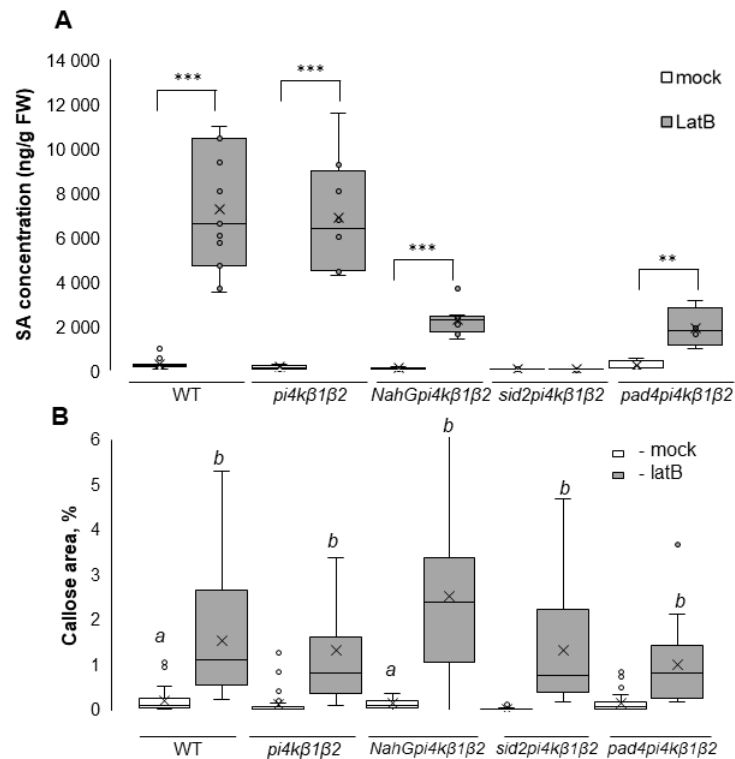 A
14 000
12 000
10 000
8 000
6 000
4 000
2 000
0
SA concentration (ng/g FW)
***
***
***
**
mock
LatB
WT
pi4kβ1β2
NahGpi4kβ1β2
sid2pi4kβ1β2
pad4pi4kβ1β2
B
6
5
4
3
2
1
0
Callose area, %
- mock
- latB
a
b
b
a
b
b
b
WT
pi4kβ1β2
NahGpi4kβ1β2
sid2pi4kβ1β2
pad4pi4kβ1β2